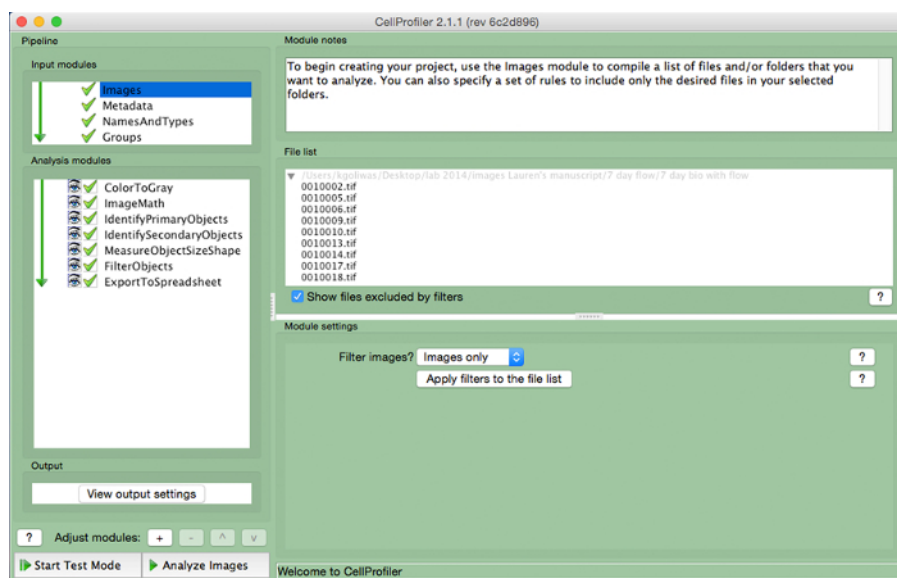 CellProfiler 2.1.1 (rev 6c2d896)
Pipeline
Input modules
Images
Metadata
NamesAndTypes
Groups
Analysis modules
ColorToGray
ImageMath
IdentifyPrimaryObjects
IdentifySecondaryObjects
MeasureObjectSizeShape
FilterObjects
ExportToSpreadsheet
Output
View output settings
? Adjust modules: + - ^ v
Start Test Mode Analyze Images
Module notes
To begin creating your project, use the Images module to compile a list of files and/or folders that you
want to analyze. You can also specify a set of rules to include only the desired files in your selected
folders.
File list
/Users/kgoliwas/Desktop/lab 2014/images Lauren's manuscript/7 day flow/7 day bio with flow
0010002.tif
0010005.tif
0010006.tif
0010009.tif
0010010.tif
0010013.tif
0010014.tif
0010017.tif
0010018.tif
Show files excluded by filters ?
Module settings
Filter images? Images only ?
Apply filters to the file list ?
Welcome to CellProfiler